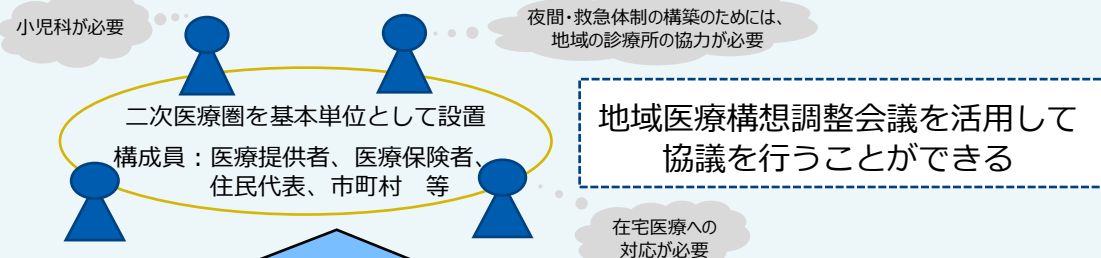 小児科が必要
夜間・救急体制の構築のためには、
地域の診療所の協力が必要
二次医療圏を基本単位として設置
構成員：医療提供者、医療保険者、
住民代表、市町村　等
地域医療構想調整会議を活用して
協議を行うことができる
在宅医療への
対応が必要